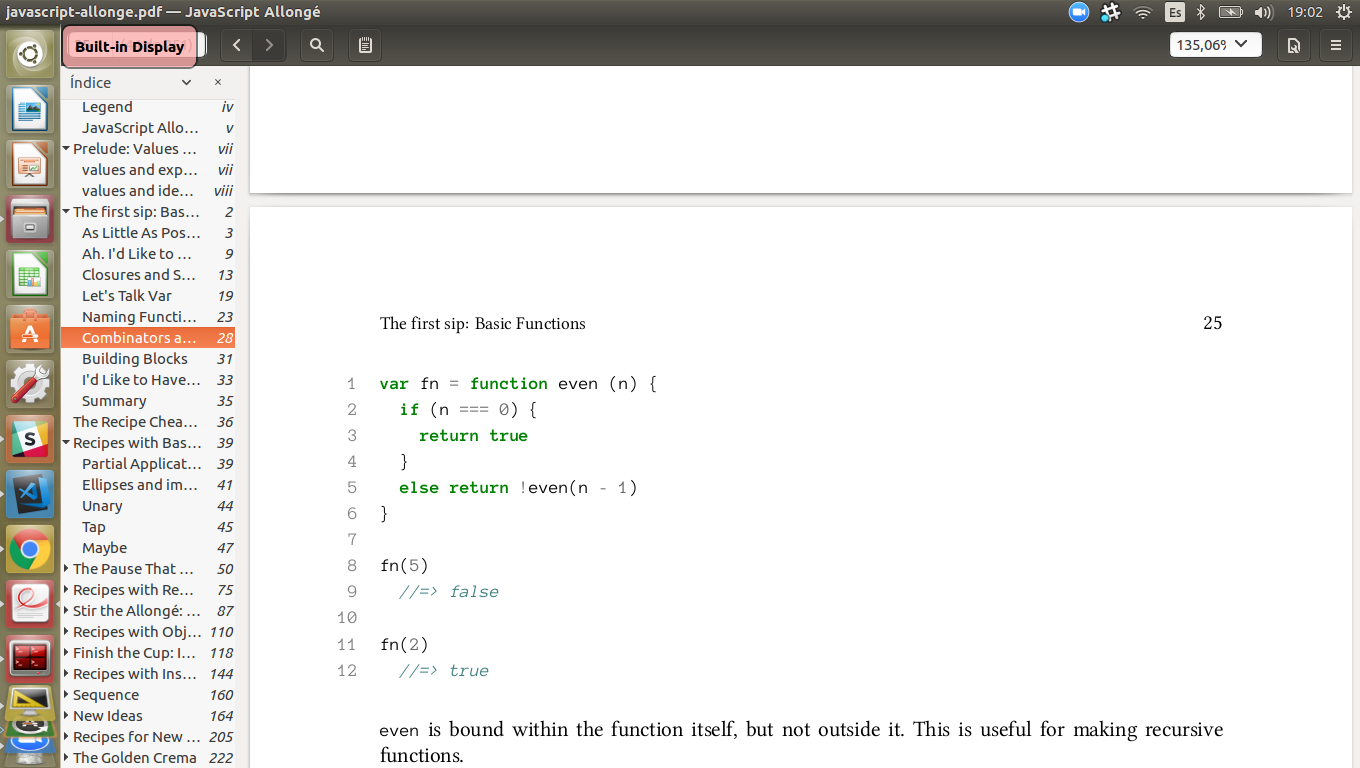 javascript-allonge.pdf — JavaScript Allongé
Es
19:02
Built-in Display
135,06%
Índice
Legend iv
JavaScript Allo… v
Prelude: Values … vii
values and exp… vii
values and ide… viii
The first sip: Bas… 2
As Little As Pos… 3
Ah. I'd Like to … 9
Closures and S… 13
Let's Talk Var 19
Naming Functi… 23
Combinators a… 28
Building Blocks 31
I'd Like to Have… 33
Summary 35
The Recipe Chea… 36
Recipes with Bas… 39
Partial Applicat… 39
Ellipses and im… 41
Unary 44
Tap 45
Maybe 47
The Pause That … 50
Recipes with Re… 75
Stir the Allongé: … 87
Recipes with Obj… 110
Finish the Cup: I… 118
Recipes with Ins… 144
Sequence 160
New Ideas 164
Recipes for New … 205
The Golden Crema 222
The first sip: Basic Functions 25
1 var fn = function even (n) {
2   if (n === 0) {
3     return true
4   }
5   else return !even(n - 1)
6 }
7
8 fn(5)
9   //=> false
10
11 fn(2)
12   //=> true
even is bound within the function itself, but not outside it. This is useful for making recursive
functions.